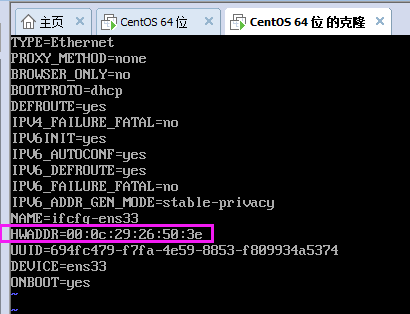 主页
CentOS 64 位
CentOS 64 位 的克隆
TYPE=Ethernet
PROXY_METHOD=none
BROWSER_ONLY=no
BOOTPROTO=dhcp
DEFROUTE=yes
IPV4_FAILURE_FATAL=no
IPV6INIT=yes
IPV6_AUTOCONF=yes
IPV6_DEFROUTE=yes
IPV6_FAILURE_FATAL=no
IPV6_ADDR_GEN_MODE=stable-privacy
NAME=ifcfg-ens33
HWADDR=00:0c:29:26:50:3e
UUID=694fc479-f7fa-4e59-8853-f809934a5374
DEVICE=ens33
ONBOOT=yes
~
~